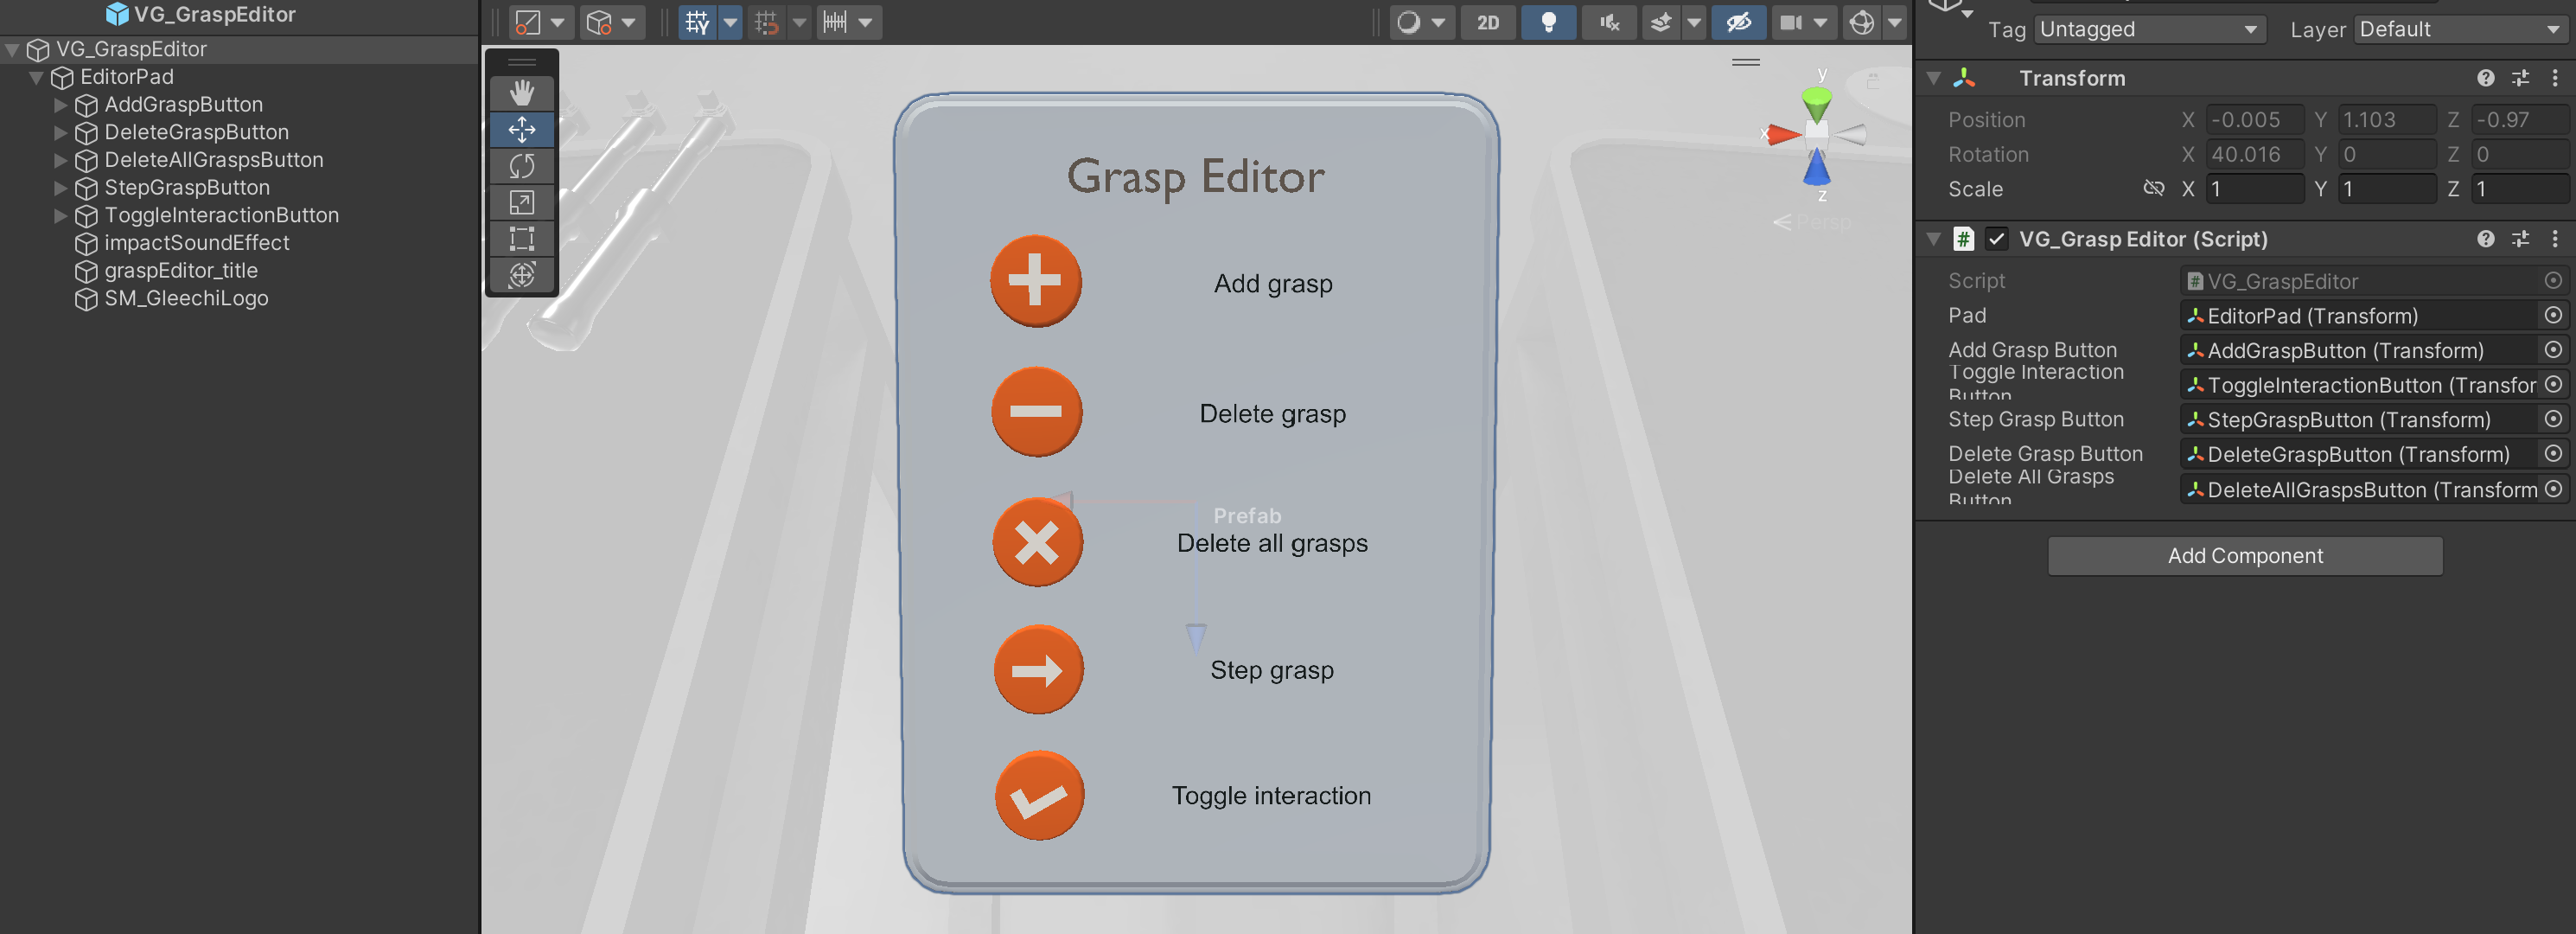 VG_GraspEditor
VG_GraspEditor
EditorPad
AddGraspButton
DeleteGraspButton
DeleteAllGraspsButton
StepGraspButton
ToggleInteractionButton
impactSoundEffect
graspEditor_title
SM_GleechiLogo
2D
y
x
z
Persp
Grasp Editor
Add grasp
Delete grasp
Prefab
Delete all grasps
Step grasp
Toggle interaction
Tag Untagged Layer Default
Transform
Position X -0.005 Y 1.103 Z -0.97
Rotation X 40.016 Y 0 Z 0
Scale X 1 Y 1 Z 1
# VG_Grasp Editor (Script)
Script # VG_GraspEditor
Pad EditorPad (Transform)
Add Grasp Button AddGraspButton (Transform)
Toggle Interaction Button ToggleInteractionButton (Transfor
Step Grasp Button StepGraspButton (Transform)
Delete Grasp Button DeleteGraspButton (Transform)
Delete All Grasps Button DeleteAllGraspsButton (Transform
Add Component